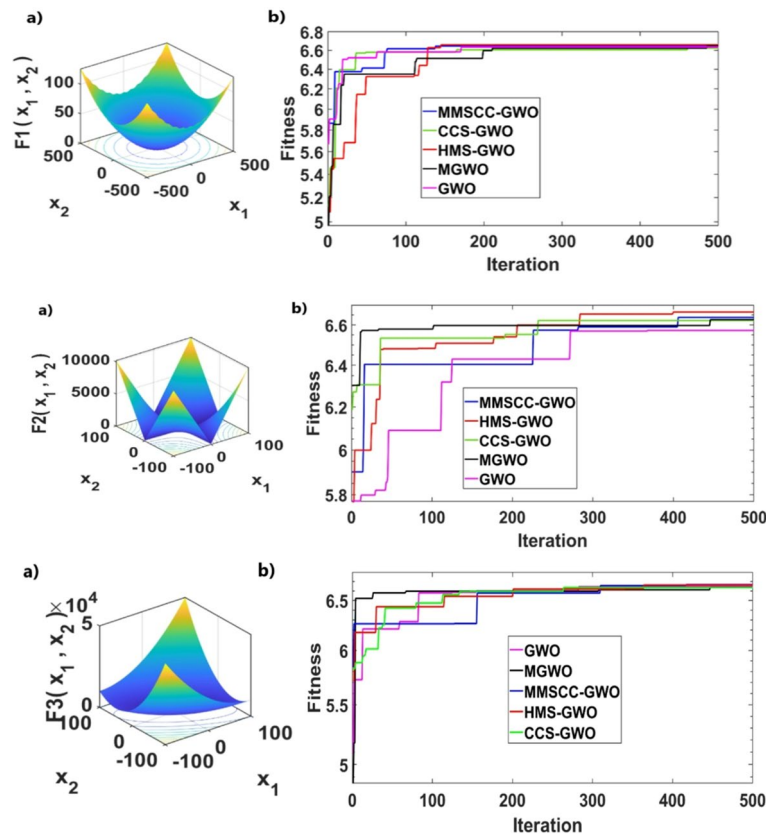 a)
F1( x1 , x2 )
100
50
0
500
0
-500
-500
0
500
x2
x1
b)
Fitness
6.8
6.6
6.4
6.2
6
5.8
5.6
5.4
5.2
5
MMSCC-GWO
CCS-GWO
HMS-GWO
MGWO
GWO
0 100 200 300 400 500
Iteration
a)
F2( x1 , x2 )
10000
5000
0
100
0
-100
-100
0
100
x2
x1
b)
Fitness
6.6
6.4
6.2
6
5.8
MMSCC-GWO
HMS-GWO
CCS-GWO
MGWO
GWO
0 100 200 300 400 500
Iteration
a)
×10^4
F3( x1 , x2 )
5
0
100
0
-100
-100
0
100
x2
x1
b)
Fitness
6.5
6
5.5
5
GWO
MGWO
MMSCC-GWO
HMS-GWO
CCS-GWO
0 100 200 300 400 500
Iteration